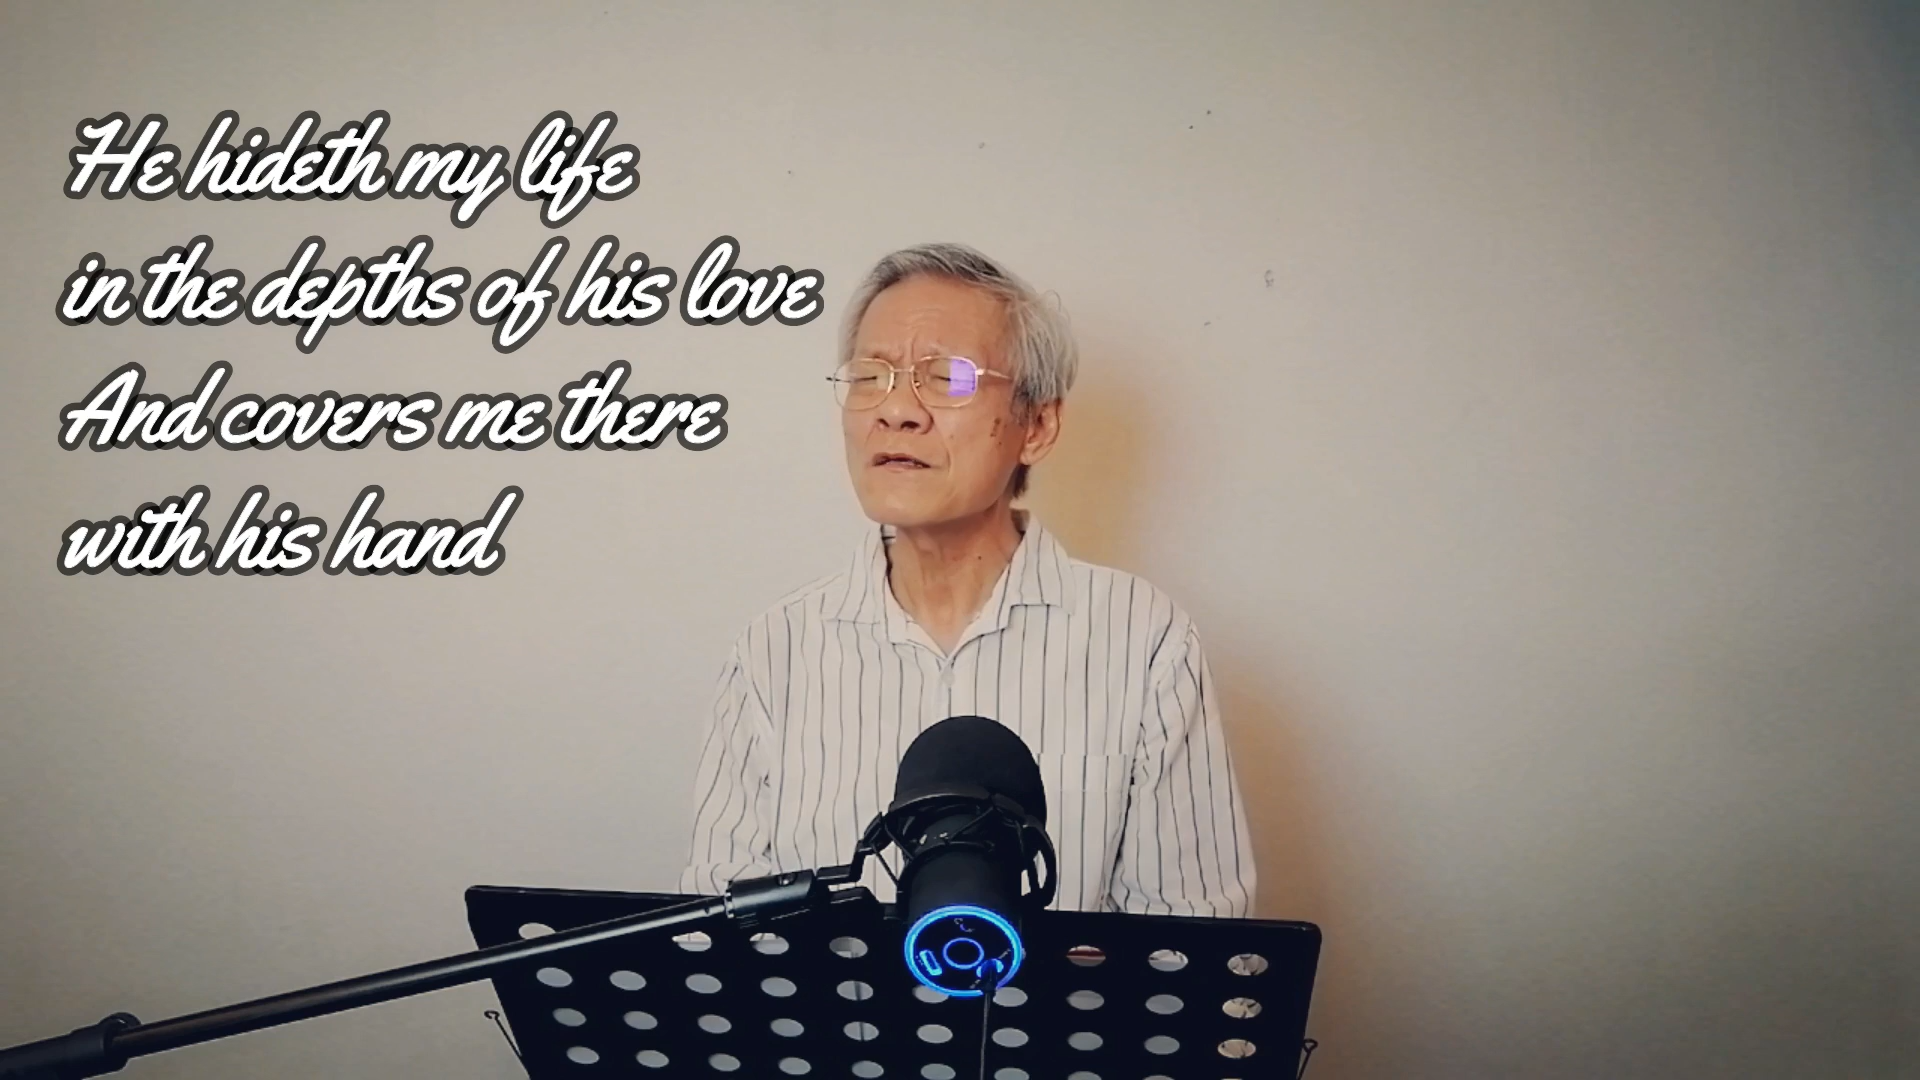 He hideth my life
in the depths of his love
And covers me there
with his hand